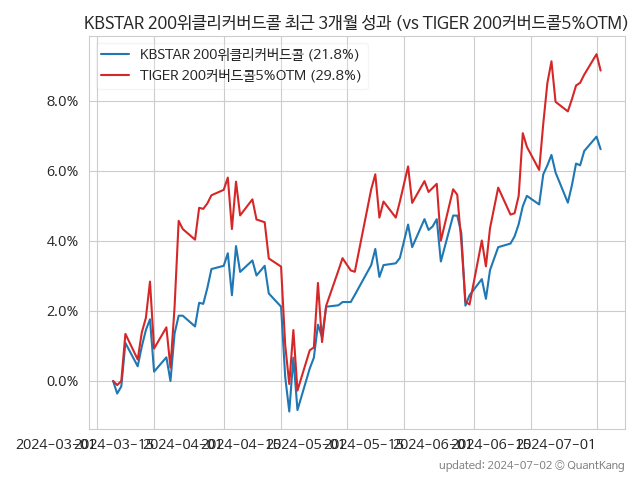 KBSTAR 200위클리커버드콜 최근 3개월 성과 (vs TIGER 200커버드콜5%OTM)
KBSTAR 200위클리커버드콜 (21.8%)
TIGER 200커버드콜5%OTM (29.8%)
8.0%
6.0%
4.0%
2.0%
0.0%
2024-03-01 2024-03-15 2024-04-01 2024-04-15 2024-05-01 2024-05-15 2024-06-01 2024-06-15 2024-07-01
updated: 2024-07-02 © QuantKang